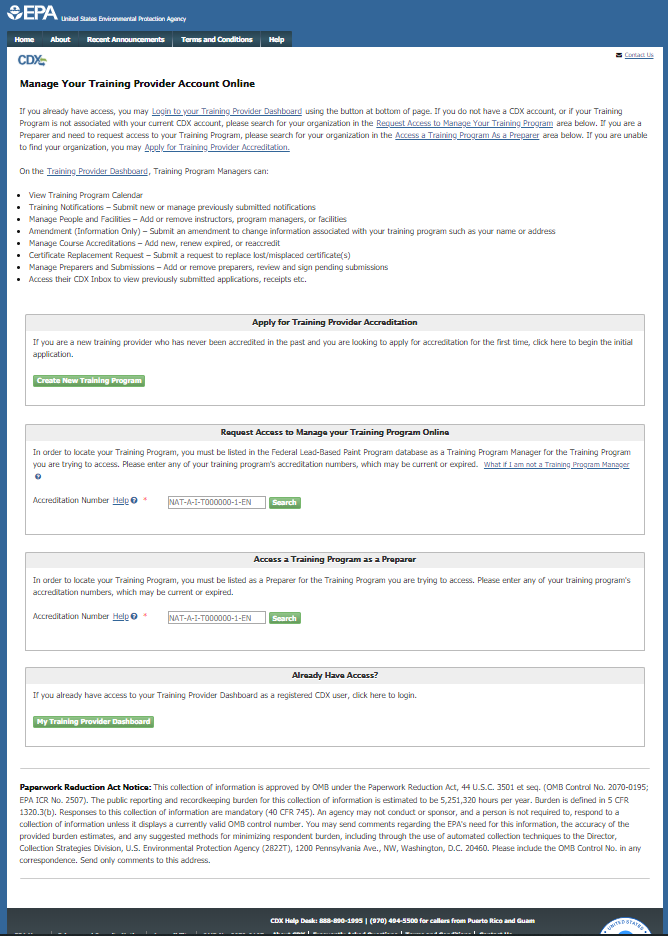 EPA United States Environmental Protection Agency
Home About Recent Announcements Terms and Conditions Help
CDX Contact Us
Manage Your Training Provider Account Online
If you already have access, you may Login to your Training Provider Dashboard using the button at bottom of page. If you do not have a CDX account, or if your Training
Program is not associated with your current CDX account, please search for your organization in the Request Access to Manage Your Training Program area below. If you are a
Preparer and need to request access to your Training Program, please search for your organization in the Access a Training Program As a Preparer area below. If you are unable
to find your organization, you may Apply for Training Provider Accreditation.
On the Training Provider Dashboard, Training Program Managers can:
• View Training Program Calendar
• Training Notifications – Submit new or manage previously submitted notifications
• Manage People and Facilities – Add or remove instructors, program managers, or facilities
• Amendment (Information Only) – Submit an amendment to change information associated with your training program such as your name or address
• Manage Course Accreditations – Add new, renew expired, or reaccredit
• Certificate Replacement Request – Submit a request to replace lost/misplaced certificate(s)
• Manage Preparers and Submissions – Add or remove preparers, review and sign pending submissions
• Access their CDX Inbox to view previously submitted applications, receipts etc.
Apply for Training Provider Accreditation
If you are a new training provider who has never been accredited in the past and you are looking to apply for accreditation for the first time, click here to begin the initial
application.
Create New Training Program
Request Access to Manage your Training Program Online
In order to locate your Training Program, you must be listed in the Federal Lead-Based Paint Program database as a Training Program Manager for the Training Program
you are trying to access. Please enter any of your training program's accreditation numbers, which may be current or expired. What if I am not a Training Program Manager
?
Accreditation Number Help ? * NAT-A-I-T000000-1-EN Search
Access a Training Program as a Preparer
In order to locate your Training Program, you must be listed as a Preparer for the Training Program you are trying to access. Please enter any of your training program's
accreditation numbers, which may be current or expired.
Accreditation Number Help ? * NAT-A-I-T000000-1-EN Search
Already Have Access?
If you already have access to your Training Provider Dashboard as a registered CDX user, click here to login.
My Training Provider Dashboard
Paperwork Reduction Act Notice: This collection of information is approved by OMB under the Paperwork Reduction Act, 44 U.S.C. 3501 et seq. (OMB Control No. 2070-0195;
EPA ICR No. 2507). The public reporting and recordkeeping burden for this collection of information is estimated to be 5,251,320 hours per year. Burden is defined in 5 CFR
1320.3(b). Responses to this collection of information are mandatory (40 CFR 745). An agency may not conduct or sponsor, and a person is not required to, respond to a
collection of information unless it displays a currently valid OMB control number. You may send comments regarding the EPA's need for this information, the accuracy of the
provided burden estimates, and any suggested methods for minimizing respondent burden, including through the use of automated collection techniques to the Director,
Collection Strategies Division, U.S. Environmental Protection Agency (2822T), 1200 Pennsylvania Ave., NW, Washington, D.C. 20460. Please include the OMB Control No. in any
correspondence. Send only comments to this address.
CDX Help Desk: 888-890-1995 | (970) 494-5500 for callers from Puerto Rico and Guam
UNITED STATES